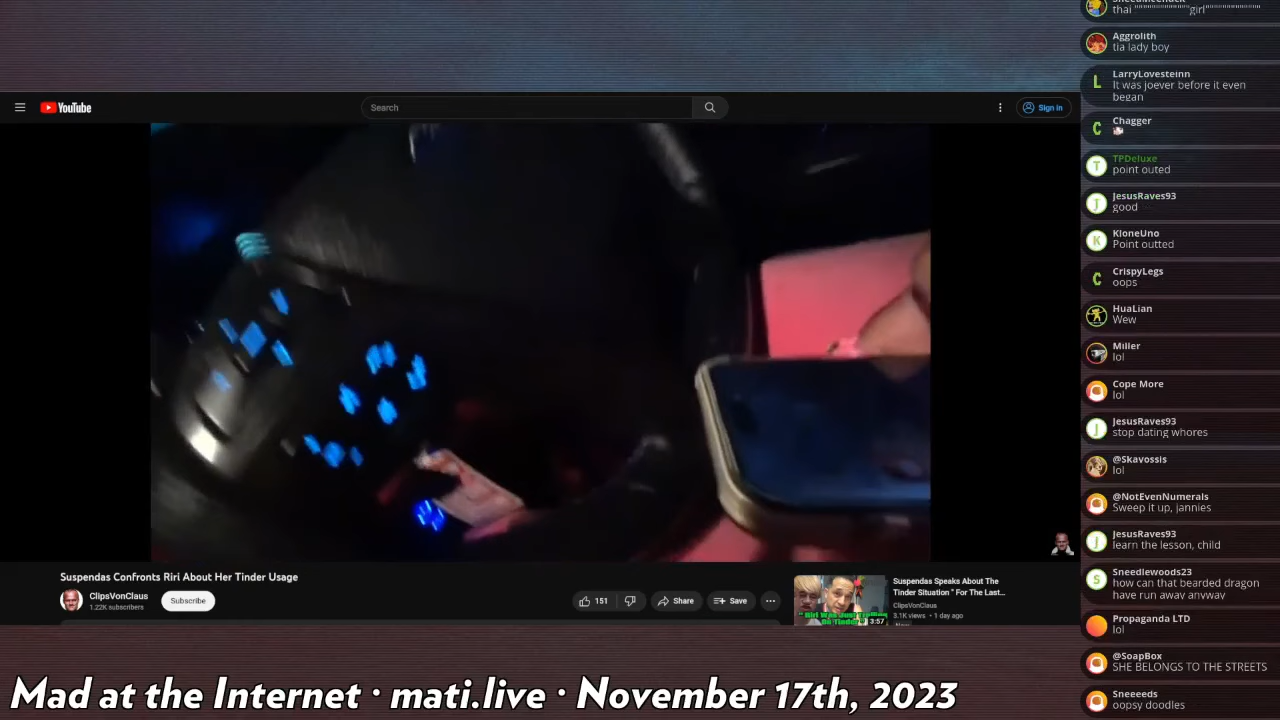 YouTube
Search
Sign in
Suspendas Confronts Riri About Her Tinder Usage
ClipsVonClaus
1.22K subscribers
Subscribe
151
Share
Save
3:57
Suspendas Speaks About The
Tinder Situation " For The Last...
ClipsVonClaus
3.1K views • 1 day ago
New
Mad at the Internet · mati.live · November 17th, 2023
thai """"""""""""girl""""""""""""
Aggrolith
tia lady boy
LarryLovesteinn
It was joever before it even
began
Chagger
TPDeluxe
point outed
JesusRaves93
good
KloneUno
Point outted
CrispyLegs
oops
HuaLian
Wew
Miller
lol
Cope More
lol
JesusRaves93
stop dating whores
@Skavossis
lol
@NotEvenNumerals
Sweep it up, jannies
JesusRaves93
learn the lesson, child
Sneedlewoods23
how can that bearded dragon
have run away anyway
Propaganda LTD
lol
@SoapBox
SHE BELONGS TO THE STREETS
Sneeeeds
oopsy doodles